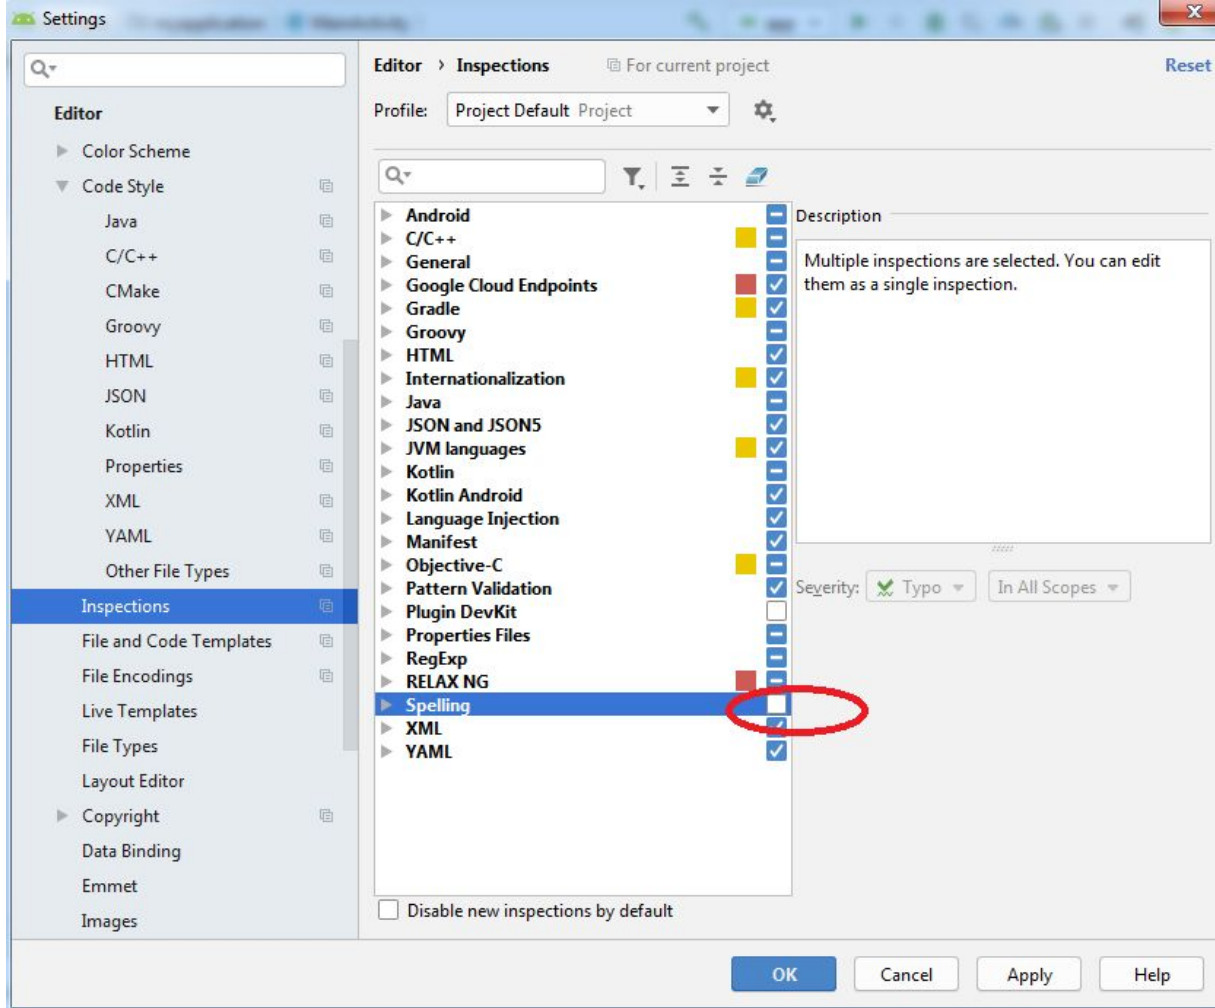 Settings
Editor › Inspections For current project Reset
Profile: Project Default Project
Editor
Color Scheme
Code Style
Java
C/C++
CMake
Groovy
HTML
JSON
Kotlin
Properties
XML
YAML
Other File Types
Inspections
File and Code Templates
File Encodings
Live Templates
File Types
Layout Editor
Copyright
Data Binding
Emmet
Images
Android
C/C++
General
Google Cloud Endpoints
Gradle
Groovy
HTML
Internationalization
Java
JSON and JSON5
JVM languages
Kotlin
Kotlin Android
Language Injection
Manifest
Objective-C
Pattern Validation
Plugin DevKit
Properties Files
RegExp
RELAX NG
Spelling
XML
YAML
Disable new inspections by default
Description
Multiple inspections are selected. You can edit
them as a single inspection.
Severity: Typo In All Scopes
OK Cancel Apply Help